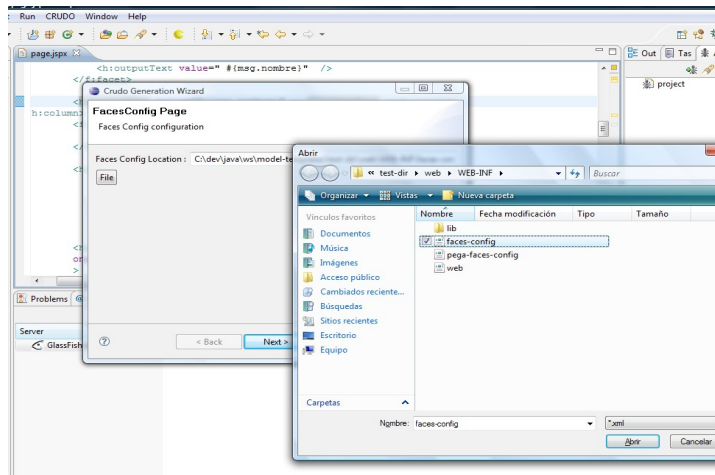 Run CRUDO Window Help
page.jspx
Out Tas
<h:outputText value=" #{msg.nombre}" />
</f:facet>
project
Crudo Generation Wizard
h:column
FacesConfig Page
Faces Config configuration
Faces Config Location : C:\dev\java\ws\model-te
File
Abrir
test-dir web WEB-INF
Buscar
Organizar Vistas Nueva carpeta
Vínculos favoritos
Nombre Fecha modificación Tipo Tamaño
Documentos
Música
Imágenes
Acceso público
Cambiados reciente...
Búsquedas
Sitios recientes
Escritorio
Equipo
lib
faces-config
pega-faces-config
web
Problems
Server
GlassFish
< Back Next >
Carpetas
Nombre: faces-config
*.xml
Abrir Cancelar